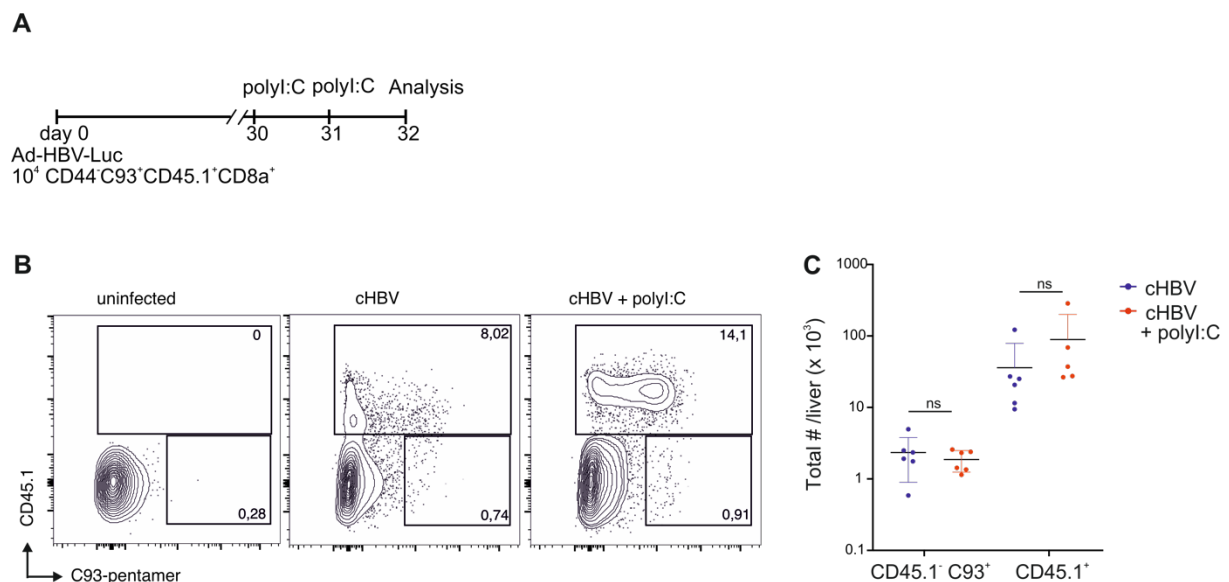 A
polyI:C polyI:C Analysis
day 0 30 31 32
Ad-HBV-Luc
10⁴ CD44⁻C93⁺CD45.1⁺CD8a⁺
B
uninfected cHBV cHBV + polyI:C
0 8,02 14,1
0,28 0,74 0,91
CD45.1
C93-pentamer
C
1000
100
10
1
0.1
Total # /liver (x 10³)
ns
ns
CD45.1⁻ C93⁺ CD45.1⁺
cHBV
cHBV
+ polyI:C